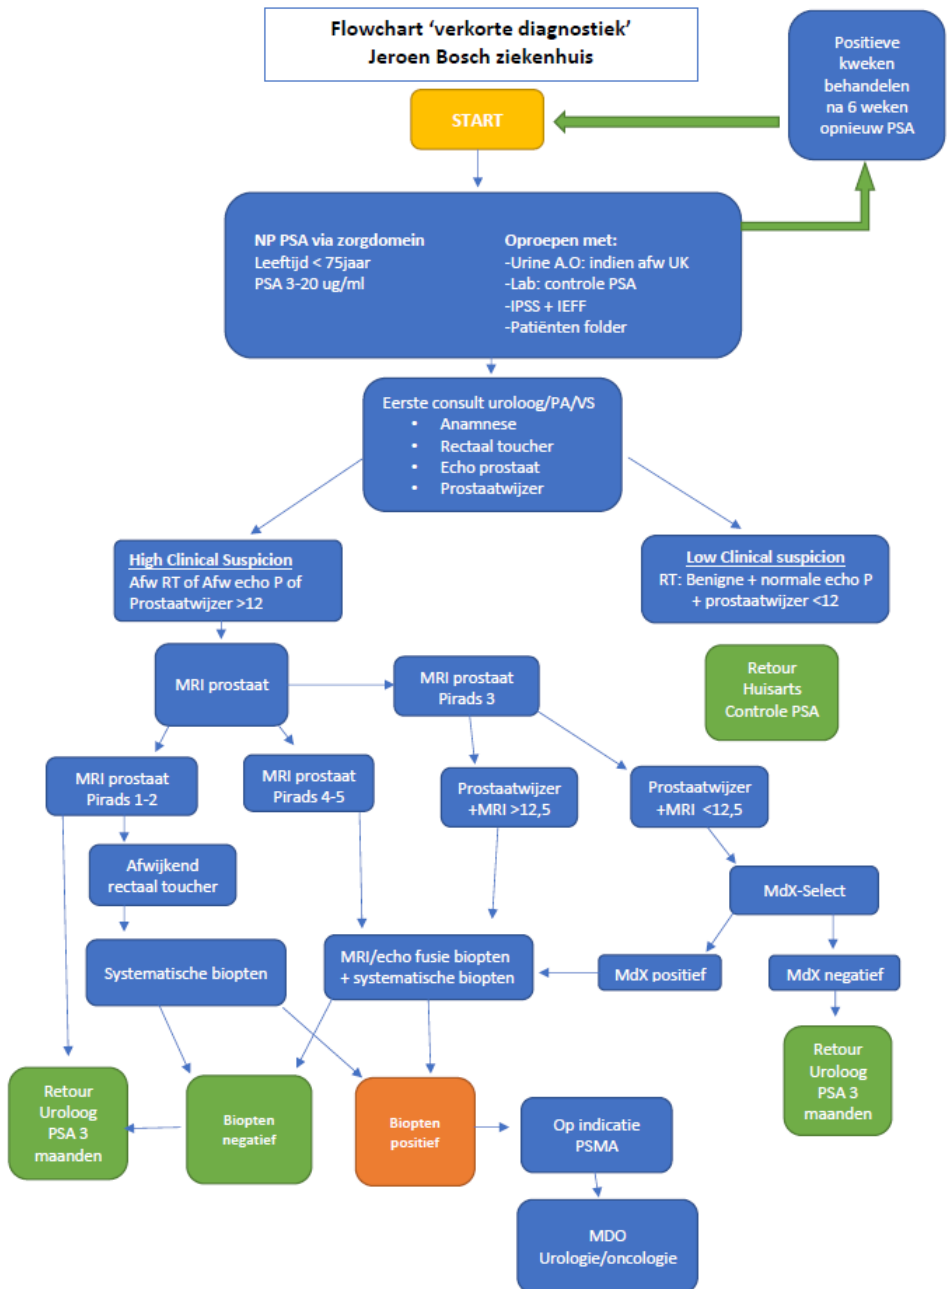 Flowchart ‘verkorte diagnostiek’
Jeroen Bosch ziekenhuis
Positieve
kweken
behandelen
na 6 weken
opnieuw PSA
START
NP PSA via zorgdomein
Leeftijd < 75jaar
PSA 3-20 ug/ml
Oproepen met:
-Urine A.O: indien afw UK
-Lab: controle PSA
-IPSS + IEFF
-Patiënten folder
Eerste consult uroloog/PA/VS
• Anamnese
• Rectaal toucher
• Echo prostaat
• Prostaatwijzer
High Clinical Suspicion
Afw RT of Afw echo P of
Prostaatwijzer >12
Low Clinical suspicion
RT: Benigne + normale echo P
+ prostaatwijzer <12
Retour
Huisarts
Controle PSA
MRI prostaat
MRI prostaat
Pirads 3
MRI prostaat
Pirads 1-2
MRI prostaat
Pirads 4-5
Prostaatwijzer
+MRI >12,5
Prostaatwijzer
+MRI <12,5
Afwijkend
rectaal toucher
MdX-Select
Systematische biopten
MRI/echo fusie biopten
+ systematische biopten
MdX positief
MdX negatief
Retour
Uroloog
PSA 3
maanden
Biopten
negatief
Biopten
positief
Op indicatie
PSMA
Retour
Uroloog
PSA 3
maanden
MDO
Urologie/oncologie